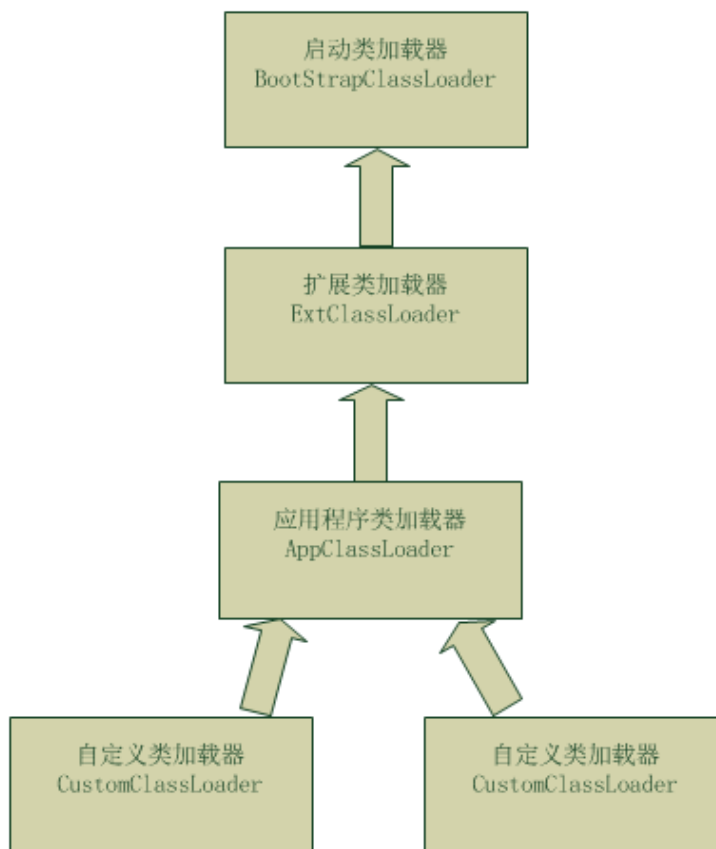 启动类加载器
BootStrapClassLoader
扩展类加载器
ExtClassLoader
应用程序类加载器
AppClassLoader
自定义类加载器
CustomClassLoader
自定义类加载器
CustomClassLoader